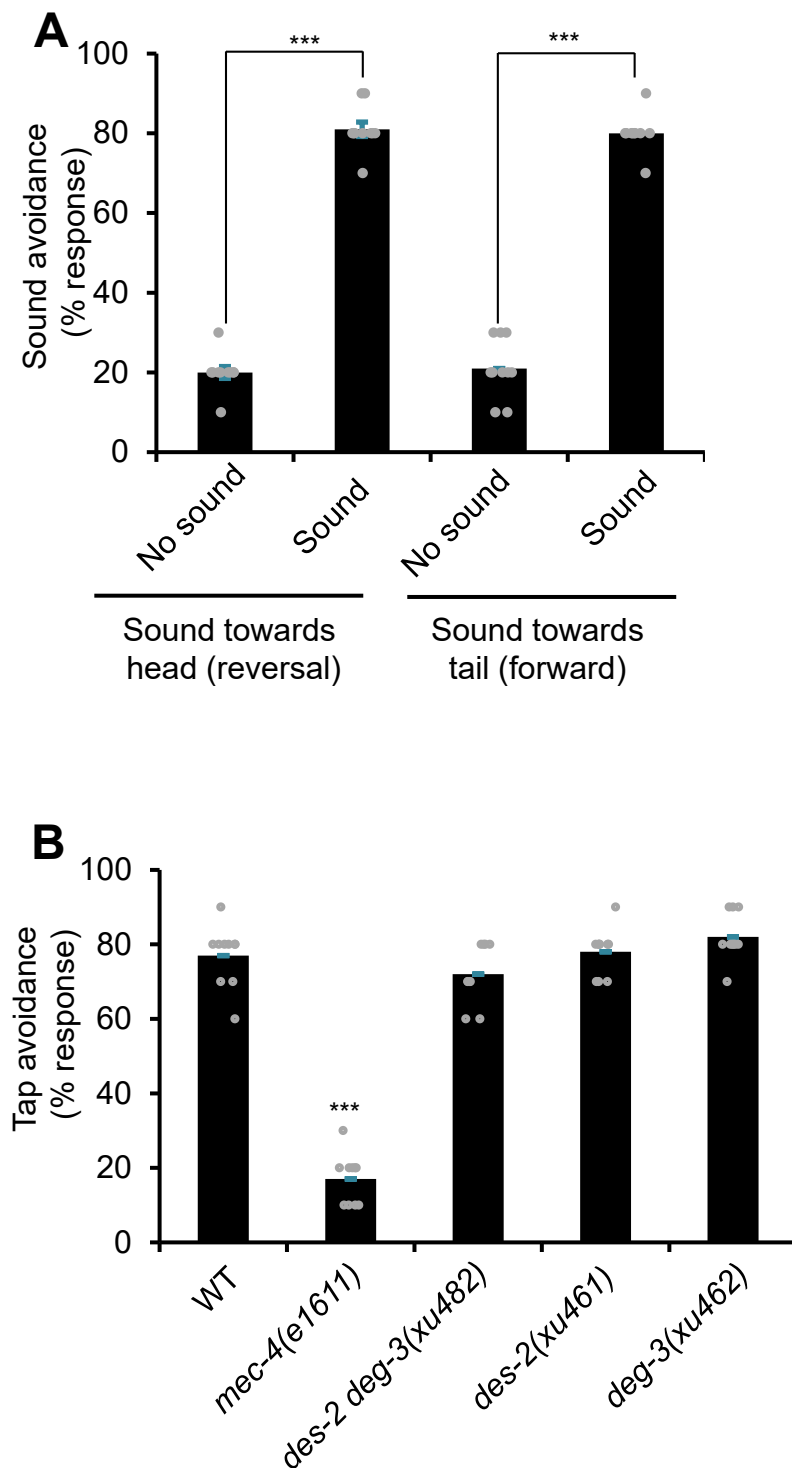 A
100
80
60
40
20
0
Sound avoidance
(% response)
***
***
No sound
Sound
No sound
Sound
Sound towards
head (reversal)
Sound towards
tail (forward)
B
100
80
60
40
20
0
Tap avoidance
(% response)
***
WT
mec-4(e1611)
des-2 deg-3(xu482)
des-2(xu461)
deg-3(xu462)